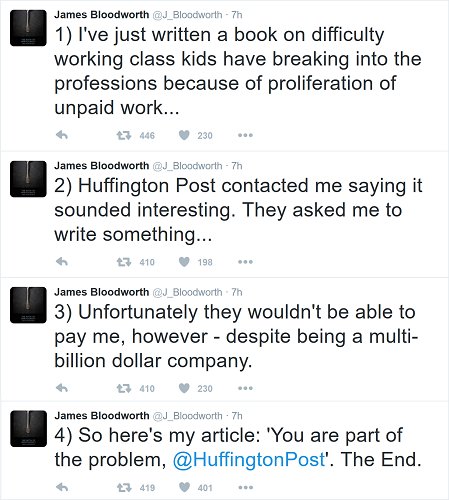 James Bloodworth @J_Bloodworth · 7h
1) I've just written a book on difficulty
working class kids have breaking into the
professions because of proliferation of
unpaid work...
446 230
James Bloodworth @J_Bloodworth · 7h
2) Huffington Post contacted me saying it
sounded interesting. They asked me to
write something...
410 198
James Bloodworth @J_Bloodworth · 7h
3) Unfortunately they wouldn't be able to
pay me, however - despite being a multi-
billion dollar company.
410 230
James Bloodworth @J_Bloodworth · 7h
4) So here's my article: 'You are part of
the problem, @HuffingtonPost'. The End.
419 401